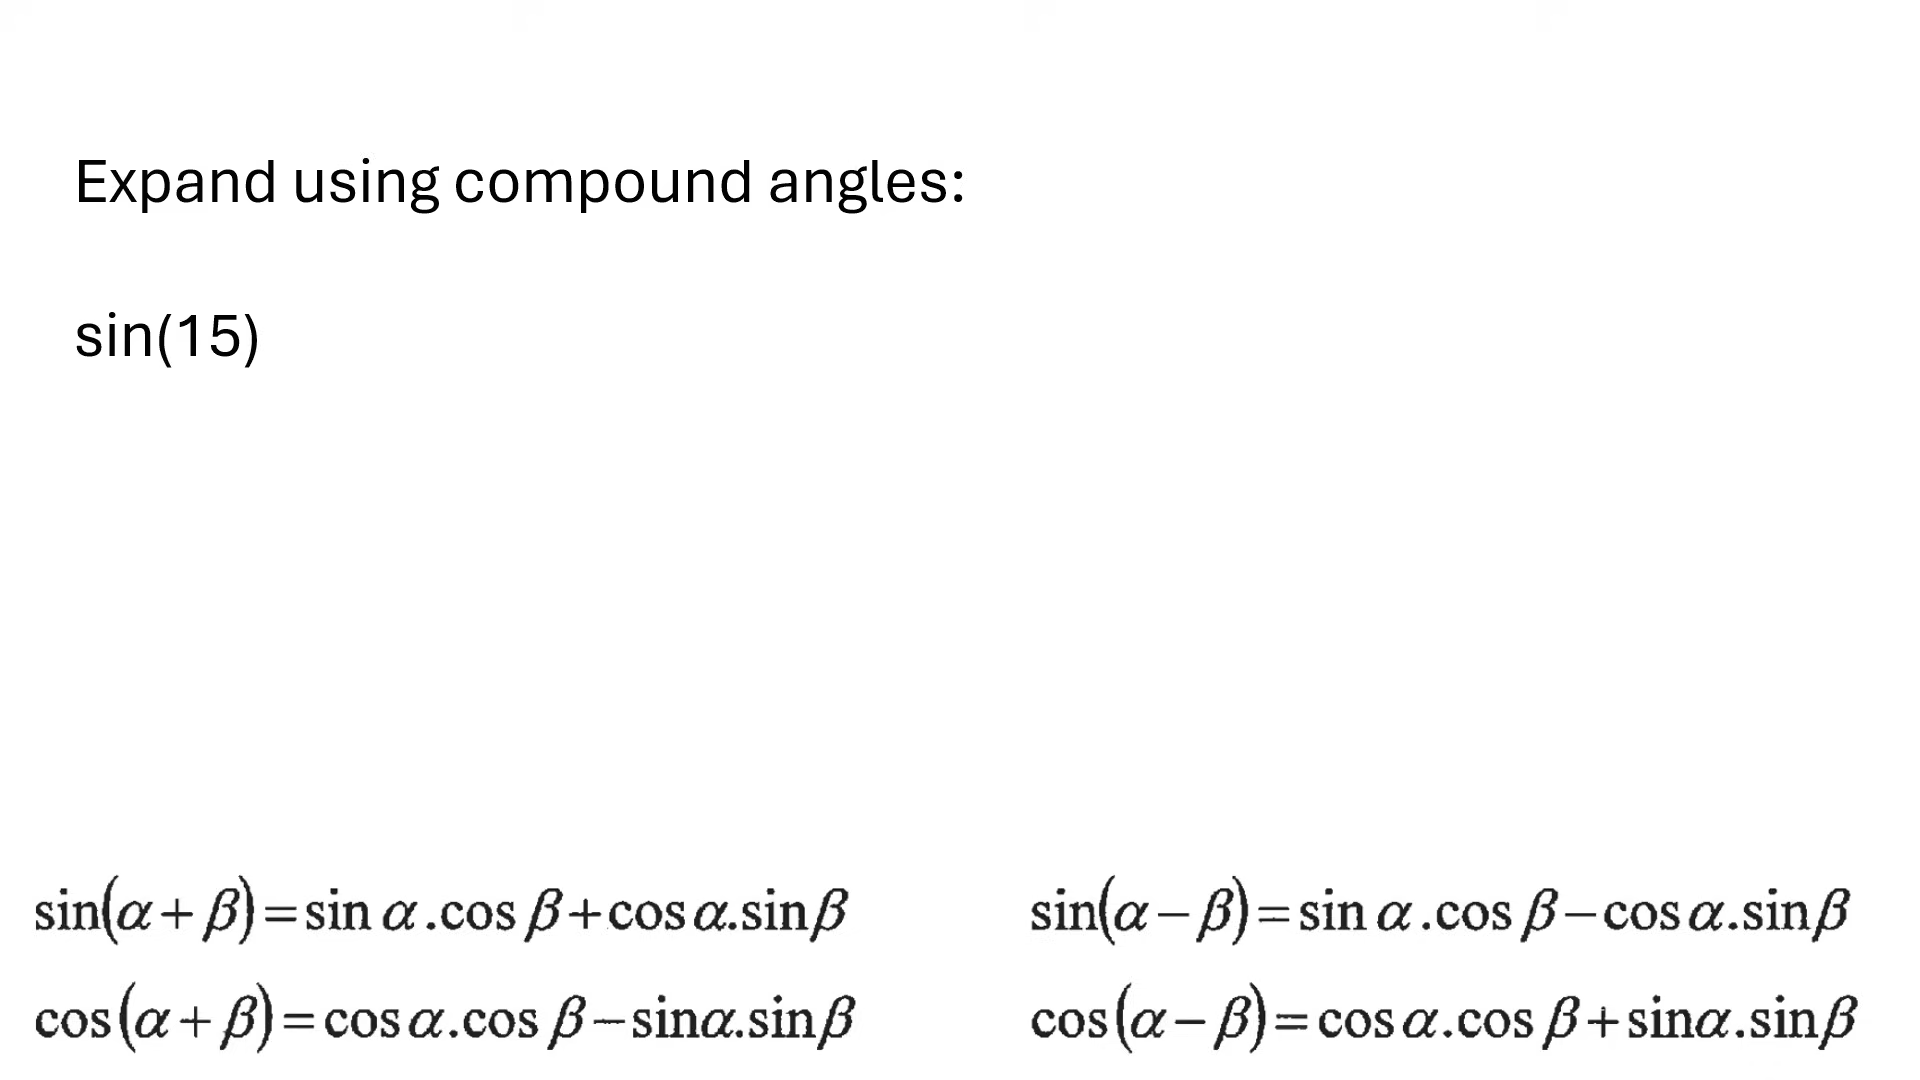 Expand using compound angles:
sin(15)
sin(α + β)=sin α.cos β+cos α.sin β
sin(α − β)=sin α.cos β−cos α.sin β
cos(α + β)=cos α.cos β−sinα.sin β
cos(α − β)=cos α.cos β+sinα.sin β